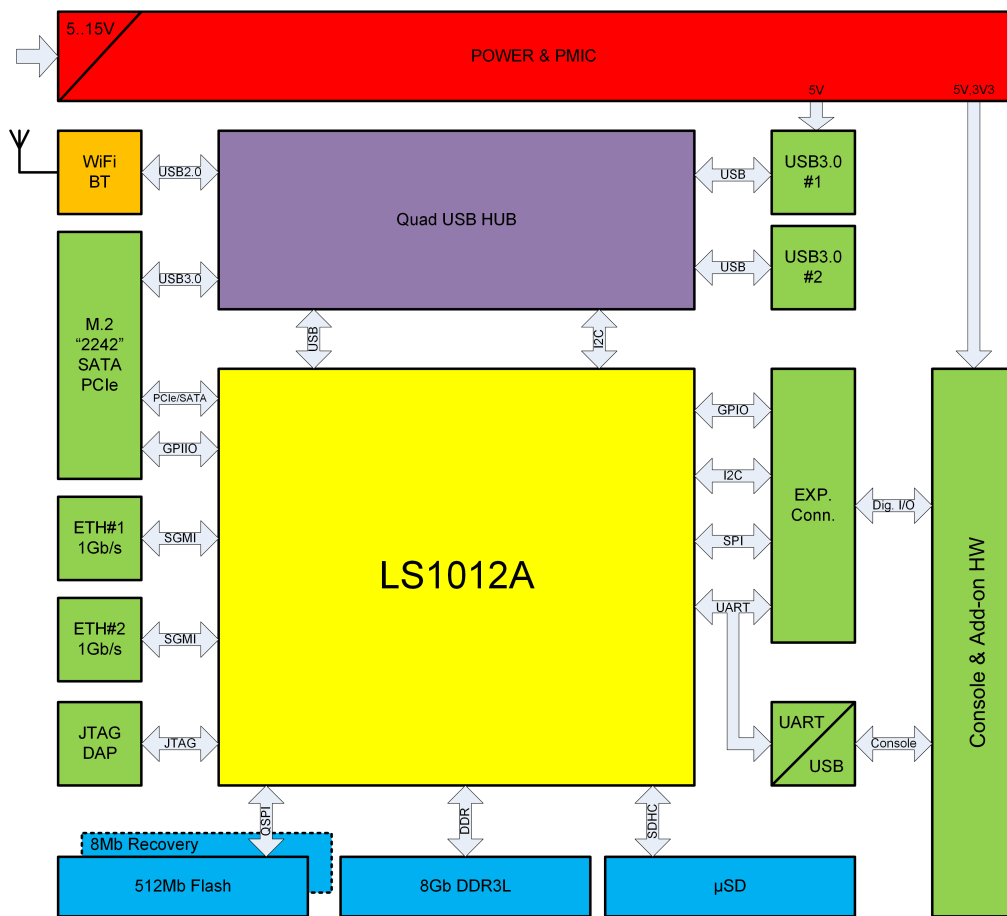 5..15V
POWER & PMIC
5V
5V,3V3
WiFi
BT
USB2.0
Quad USB HUB
USB
USB3.0
#1
USB3.0
USB
USB3.0
#2
M.2
“2242”
SATA
PCIe
USB
I2C
PCIe/SATA
GPIIO
LS1012A
GPIO
I2C
SPI
UART
EXP.
Conn.
Dig. I/O
Console & Add-on HW
ETH#1
1Gb/s
SGMI
ETH#2
1Gb/s
SGMI
JTAG
DAP
JTAG
UART
USB
Console
QSPI
DDR
SDHC
8Mb Recovery
512Mb Flash
8Gb DDR3L
µSD